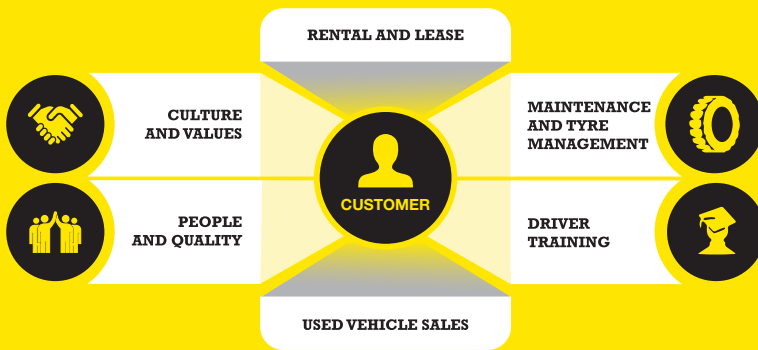 RENTAL AND LEASE
CULTURE
AND VALUES
MAINTENANCE
AND TYRE
MANAGEMENT
CUSTOMER
PEOPLE
AND QUALITY
DRIVER
TRAINING
USED VEHICLE SALES